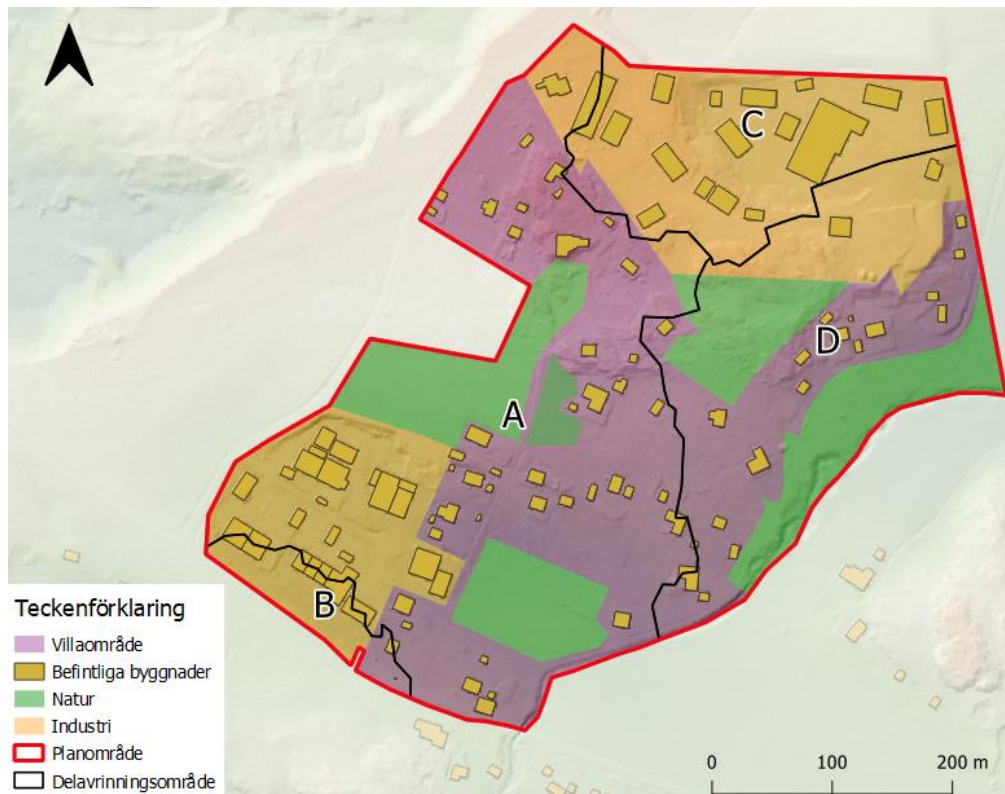 C
D
A
B
Teckenförklaring
Villaområde
Befintliga byggnader
Natur
Industri
Planområde
Delavrinningsområde
0 100 200 m